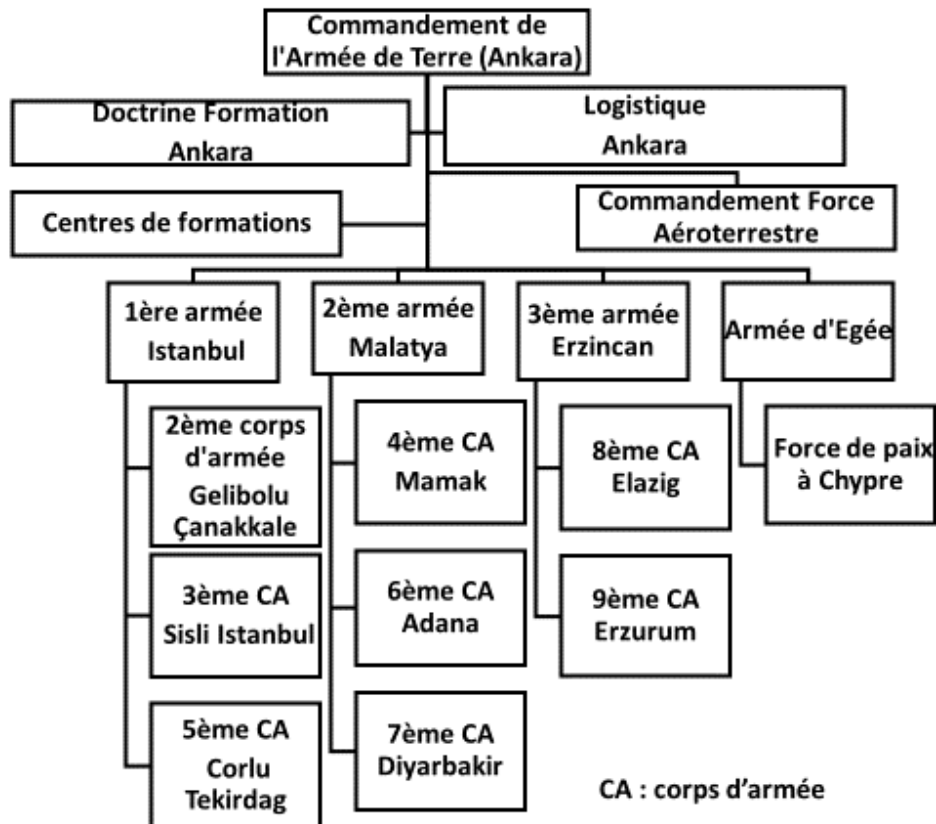 Commandement de
l'Armée de Terre (Ankara)
Doctrine Formation
Ankara
Logistique
Ankara
Centres de formations
Commandement Force
Aéroterrestre
1ère armée
Istanbul
2ème armée
Malatya
3ème armée
Erzincan
Armée d'Egée
2ème corps
d'armée
Gelibolu
Çanakkale
3ème CA
Sisli Istanbul
5ème CA
Corlu
Tekirdag
4ème CA
Mamak
6ème CA
Adana
7ème CA
Diyarbakir
8ème CA
Elazig
9ème CA
Erzurum
Force de paix
à Chypre
CA : corps d’armée